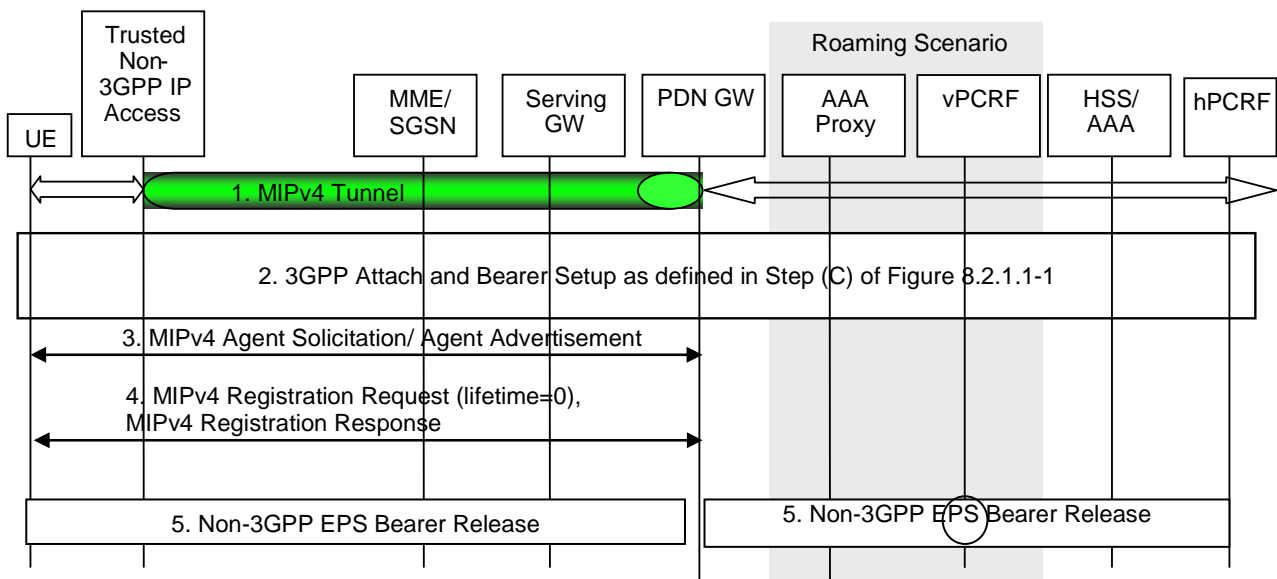 Roaming Scenario
UE
Trusted
Non-
3GPP IP
Access
MME/
SGSN
Serving
GW
PDN GW
AAA
Proxy
vPCRF
HSS/
AAA
hPCRF
1. MIPv4 Tunnel
2. 3GPP Attach and Bearer Setup as defined in Step (C) of Figure 8.2.1.1-1
3. MIPv4 Agent Solicitation/ Agent Advertisement
4. MIPv4 Registration Request (lifetime=0),
MIPv4 Registration Response
5. Non-3GPP EPS Bearer Release
5. Non-3GPP EPS Bearer Release